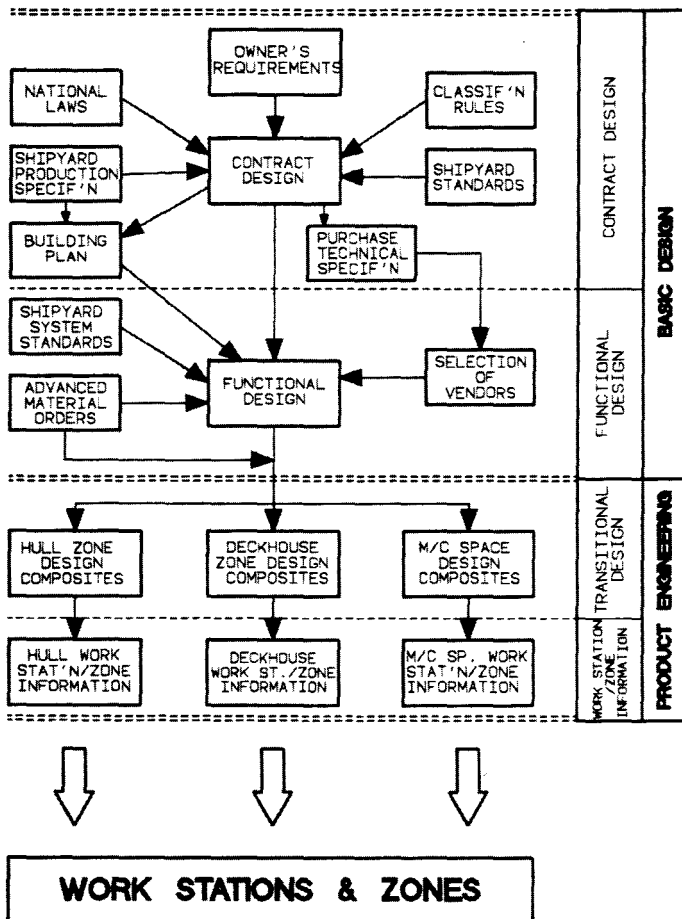 OWNER'S
REQUIREMENTS
NATIONAL
LAWS
CLASSIF'N
RULES
SHIPYARD
PRODUCTION
SPECIF'N
CONTRACT
DESIGN
SHIPYARD
STANDARDS
BUILDING
PLAN
PURCHASE
TECHNICAL
SPECIF'N
CONTRACT DESIGN
BASIC DESIGN
SHIPYARD
SYSTEM
STANDARDS
ADVANCED
MATERIAL
ORDERS
FUNCTIONAL
DESIGN
SELECTION
OF
VENDORS
FUNCTIONAL
DESIGN
HULL ZONE
DESIGN
COMPOSITES
DECKHOUSE
ZONE DESIGN
COMPOSITES
M/C SPACE
DESIGN
COMPOSITES
TRANSITIONAL
DESIGN
PRODUCT ENGINEERING
HULL WORK
STAT'N/ZONE
INFORMATION
DECKHOUSE
WORK ST./ZONE
INFORMATION
M/C SP. WORK
STAT'N/ZONE
INFORMATION
WORK STATION
/ZONE
INFORMATION
WORK STATIONS & ZONES